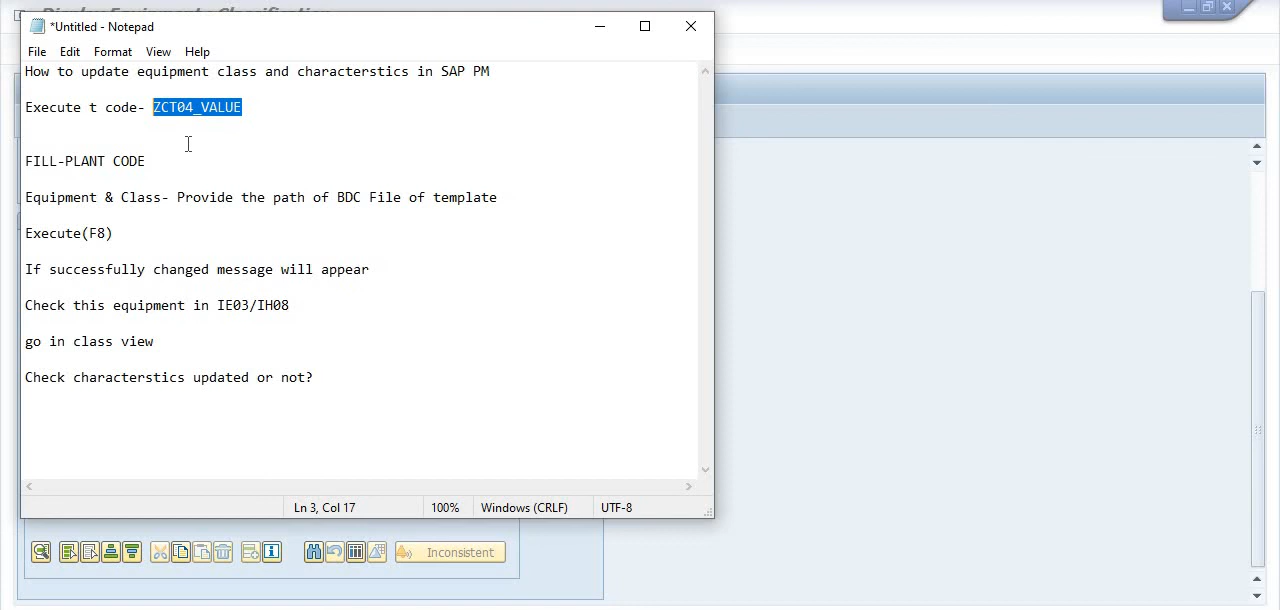 *Untitled - Notepad
File Edit Format View Help
How to update equipment class and characterstics in SAP PM
Execute t code- ZCT04_VALUE
FILL-PLANT CODE
Equipment & Class- Provide the path of BDC File of template
Execute(F8)
If successfully changed message will appear
Check this equipment in IE03/IH08
go in class view
Check characterstics updated or not?
Ln 3, Col 17 100% Windows (CRLF) UTF-8
Inconsistent